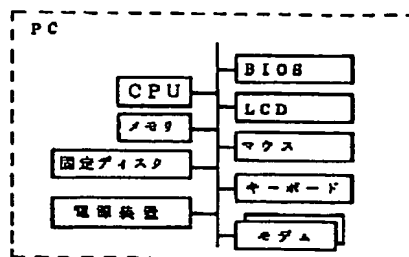 PC
CPU
メモリ
固定ディスク
電源装置
BIOS
LCD
マウス
キーボード
モデム